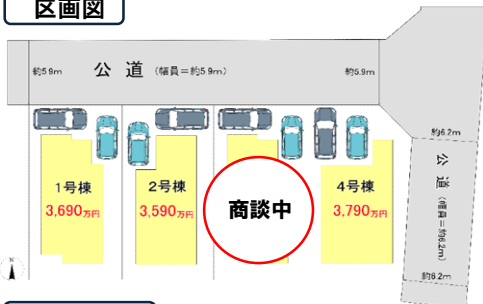 区画図
約5.9m
公道（幅員＝約5.9m）
約5.9m
約6.2m
公道（幅員＝約6.2m）
約6.2m
1号棟
3,690万円
2号棟
3,590万円
商談中
4号棟
3,790万円
N